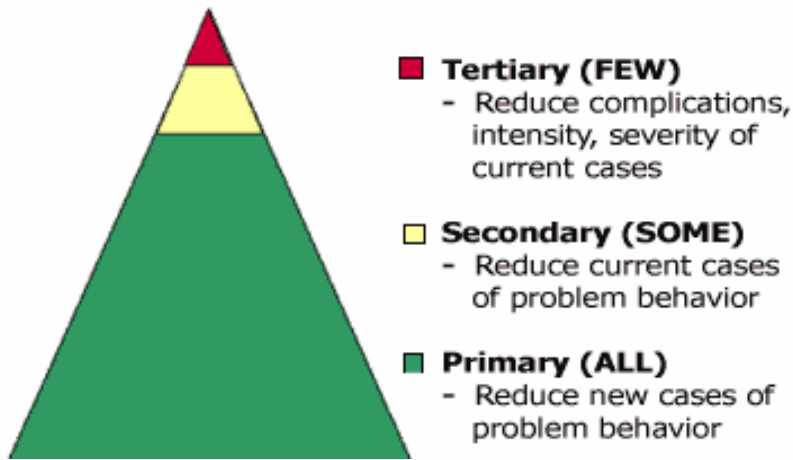 Tertiary (FEW)
- Reduce complications,
intensity, severity of
current cases
Secondary (SOME)
- Reduce current cases
of problem behavior
Primary (ALL)
- Reduce new cases of
problem behavior